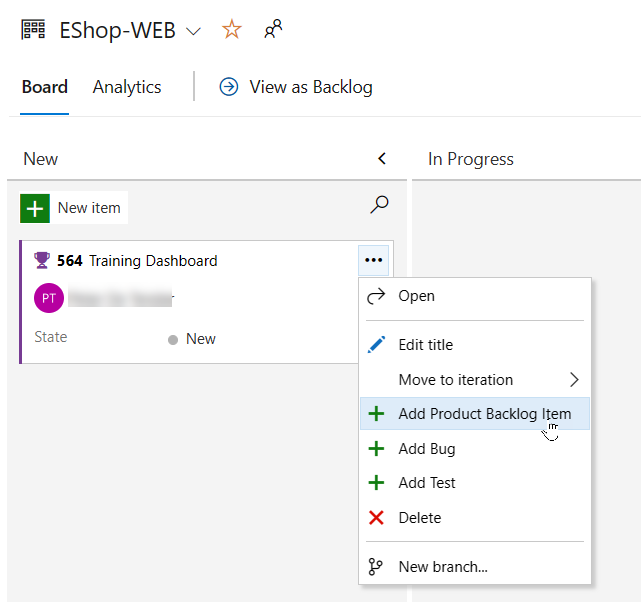 EShop-WEB
Board Analytics View as Backlog
New In Progress
New item
564 Training Dashboard
PT
State New
Open
Edit title
Move to iteration
Add Product Backlog Item
Add Bug
Add Test
Delete
New branch...